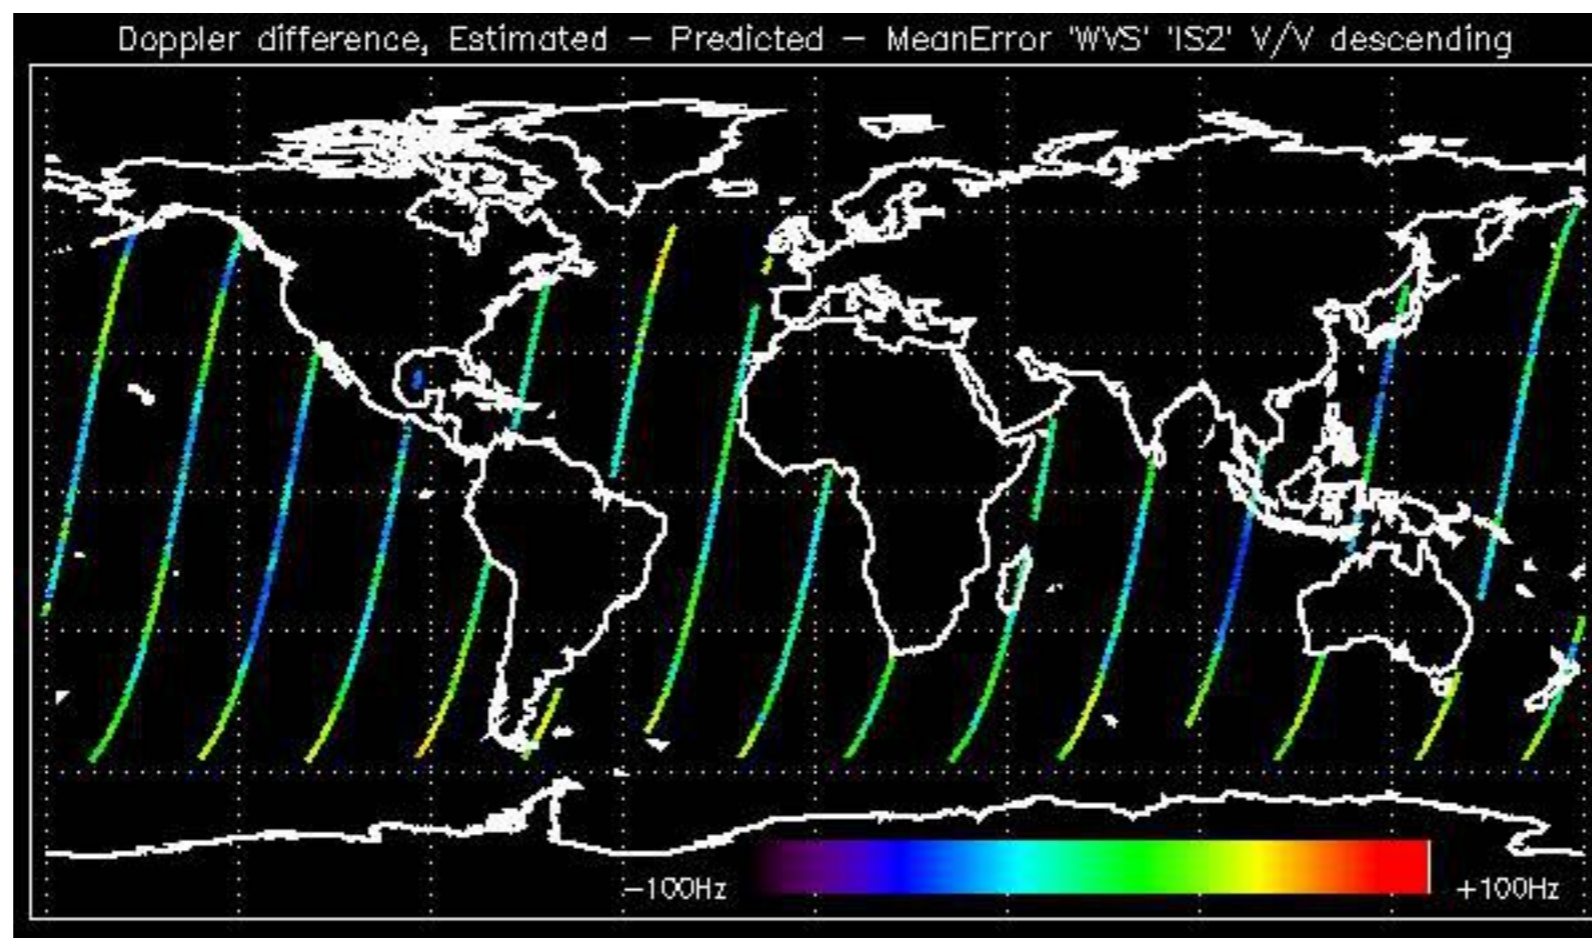 Doppler difference, Estimated – Predicted – MeanError 'WVS' 'IS2' V/V descending
–100Hz
+100Hz